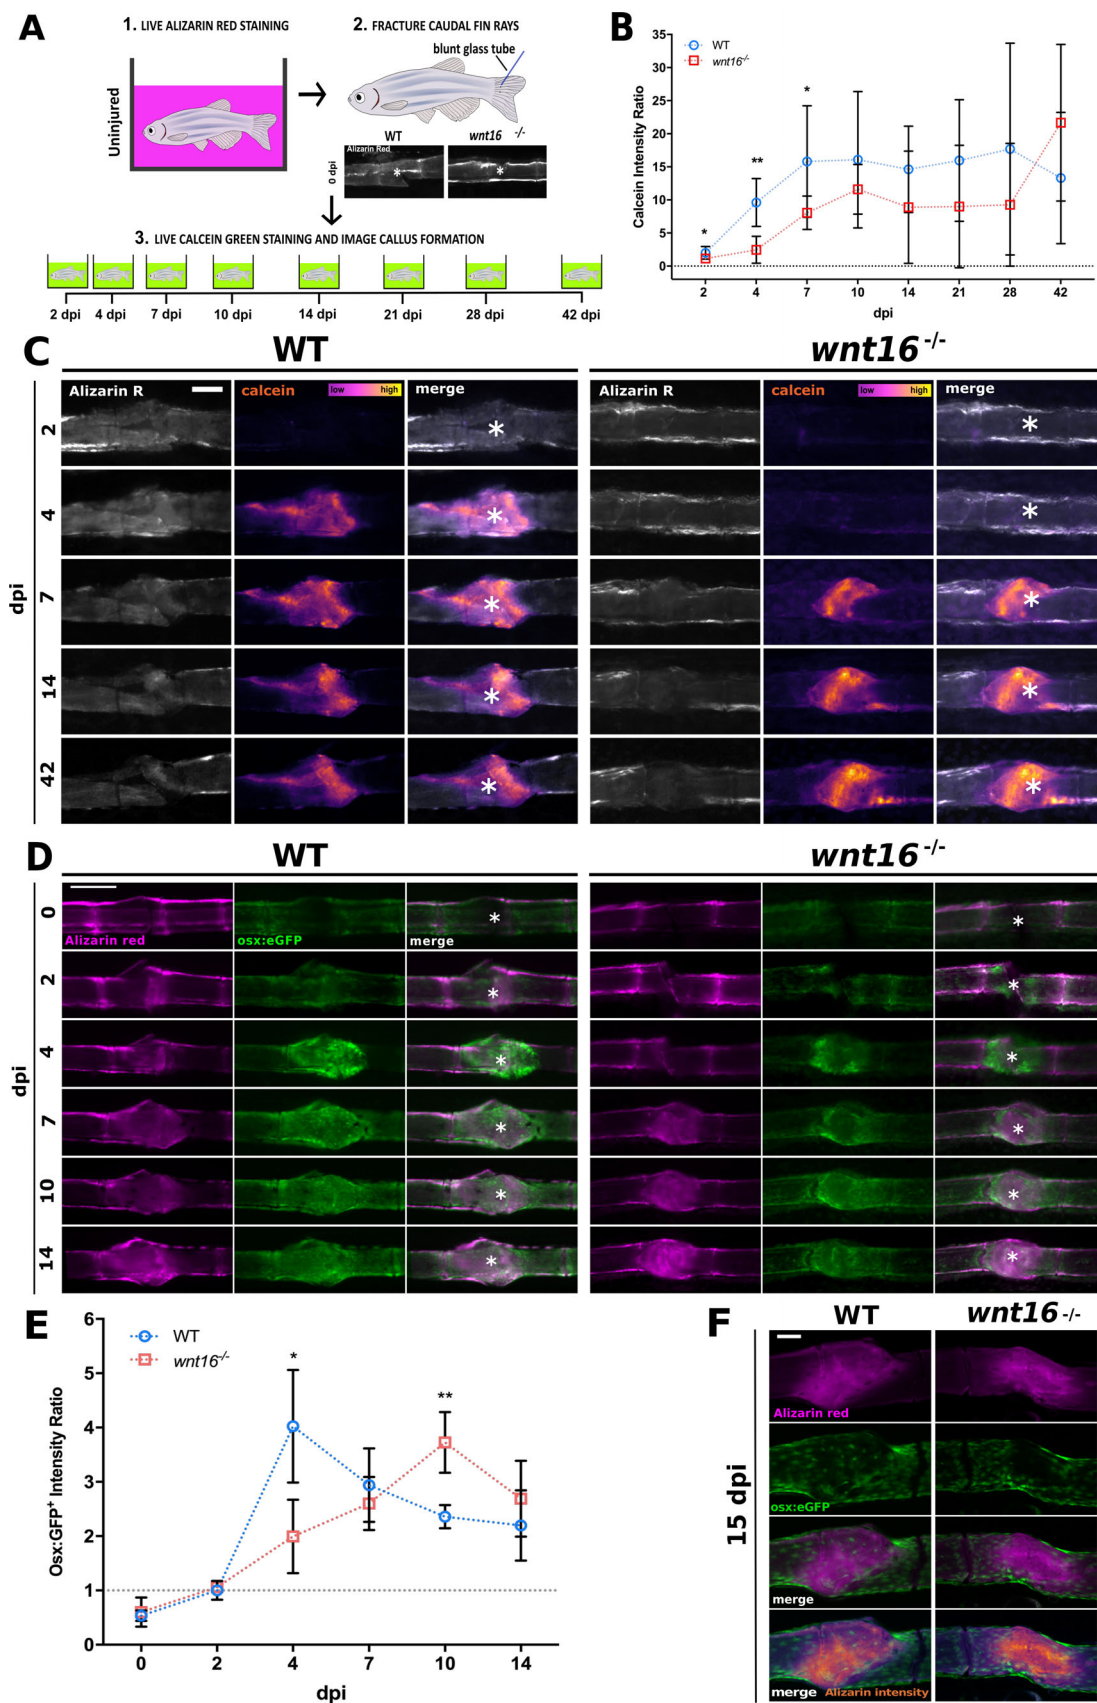 A
1. LIVE ALIZARIN RED STAINING
2. FRACTURE CAUDAL FIN RAYS
blunt glass tube
Uninjured
WT
wnt16 -/-
Alizarin Red
0 dpi
*
*
3. LIVE CALCEIN GREEN STAINING AND IMAGE CALLUS FORMATION
2 dpi 4 dpi 7 dpi 10 dpi 14 dpi 21 dpi 28 dpi 42 dpi
B
WT
wnt16-/-
Calcein Intensity Ratio
35
30
25
20
15
10
5
0
*
**
*
2 4 7 10 14 21 28 42
dpi
C
WT
wnt16 -/-
Alizarin R
calcein
low high
merge
Alizarin R
calcein
low high
merge
dpi
2
* *
4
* *
7
* *
14
* *
42
* *
D
WT
wnt16 -/-
dpi
0
Alizarin red
osx:eGFP
merge
* *
2
* *
4
* *
7
* *
10
* *
14
* *
E
WT
wnt16-/-
Osx:GFP+ Intensity Ratio
6
5
4
3
2
1
0
*
**
0 2 4 7 10 14
dpi
F
WT
wnt16 -/-
15 dpi
Alizarin red
osx:eGFP
merge
merge Alizarin intensity